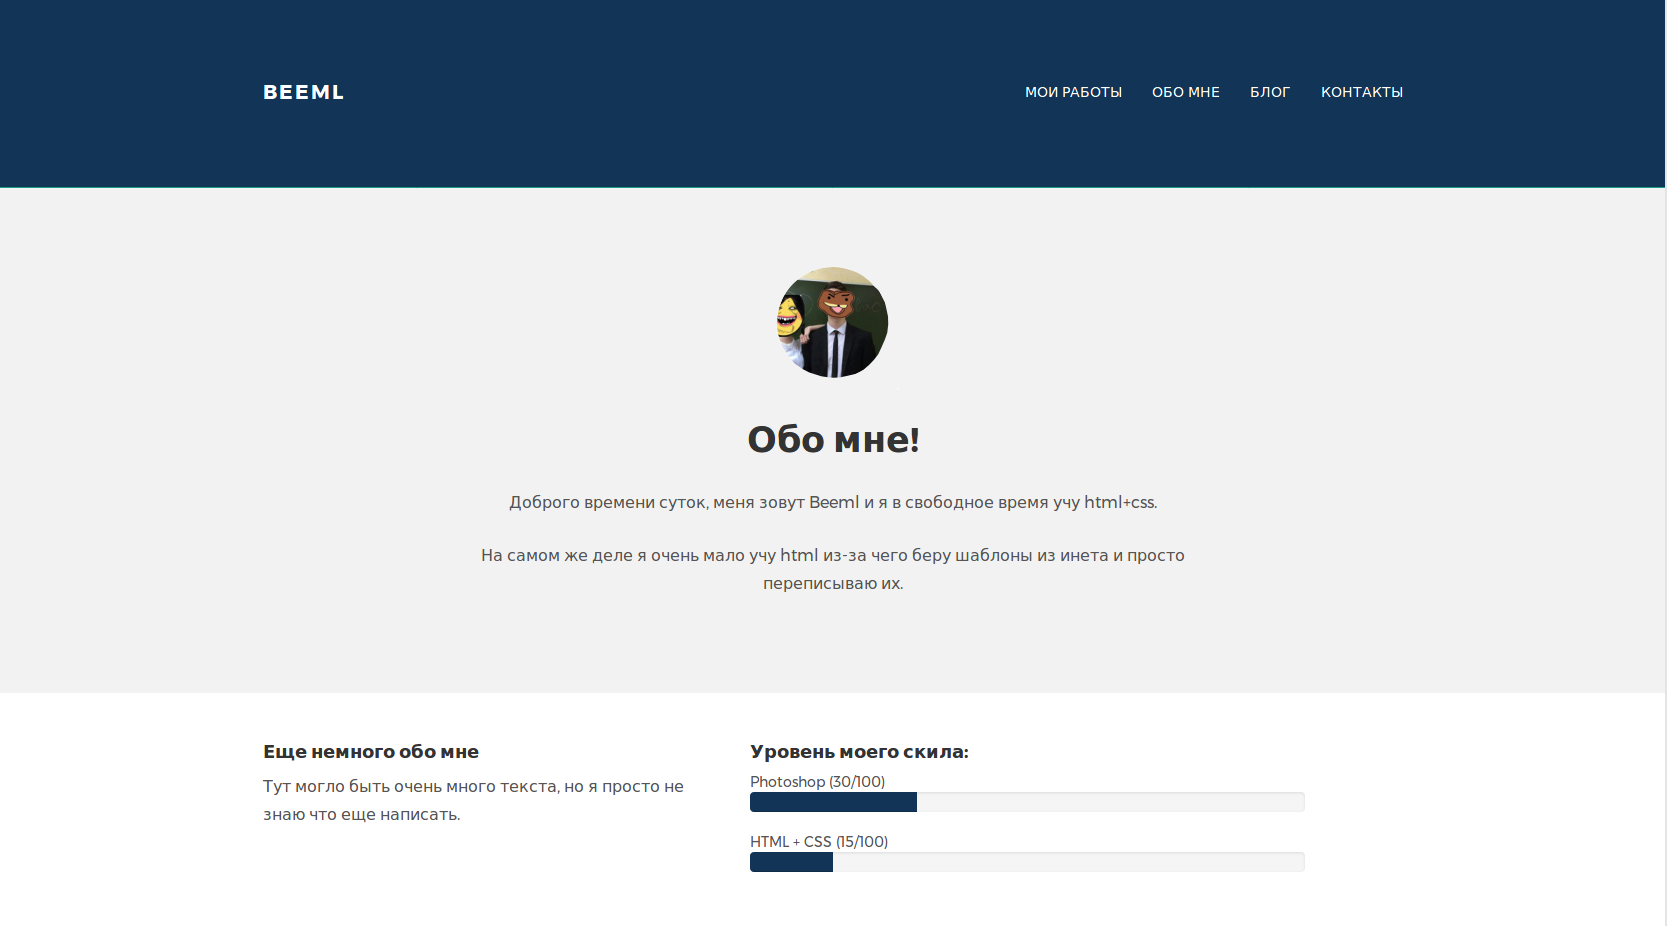 BEEML
МОИ РАБОТЫ ОБО МНЕ БЛОГ КОНТАКТЫ
Обо мне!
Доброго времени суток, меня зовут Beeml и я в свободное время учу html+css.
На самом же деле я очень мало учу html из-за чего беру шаблоны из инета и просто
переписываю их.
Еще немного обо мне
Тут могло быть очень много текста, но я просто не
знаю что еще написать.
Уровень моего скила:
Photoshop (30/100)
HTML + CSS (15/100)